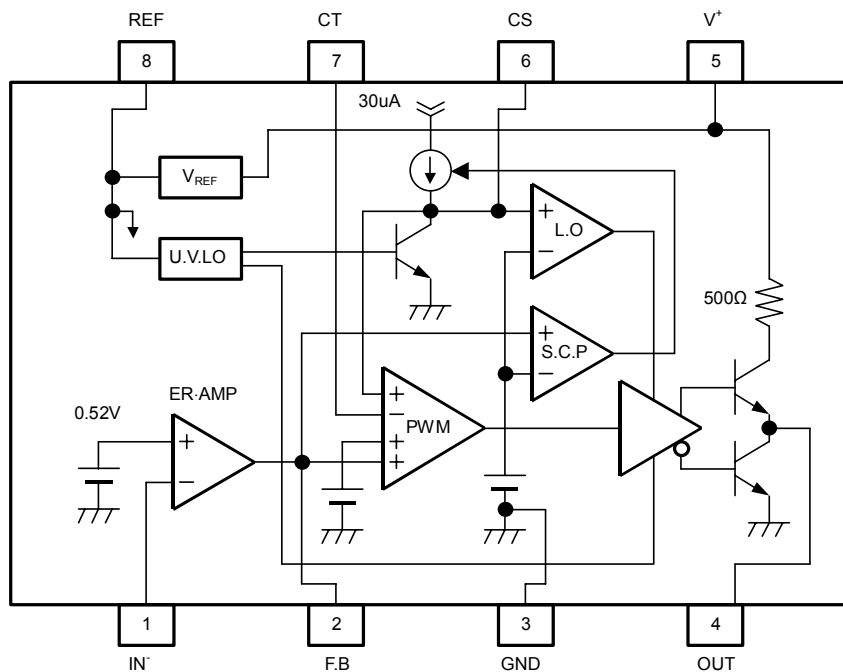 REF CT CS V⁺
8 7 6 5
30uA
V_REF
+
L.O
−
U.V.LO
500Ω
+
S.C.P
−
ER·AMP
+
0.52V
−
PWM
+
+
+
−
1 2 3 4
IN⁻ F.B GND OUT